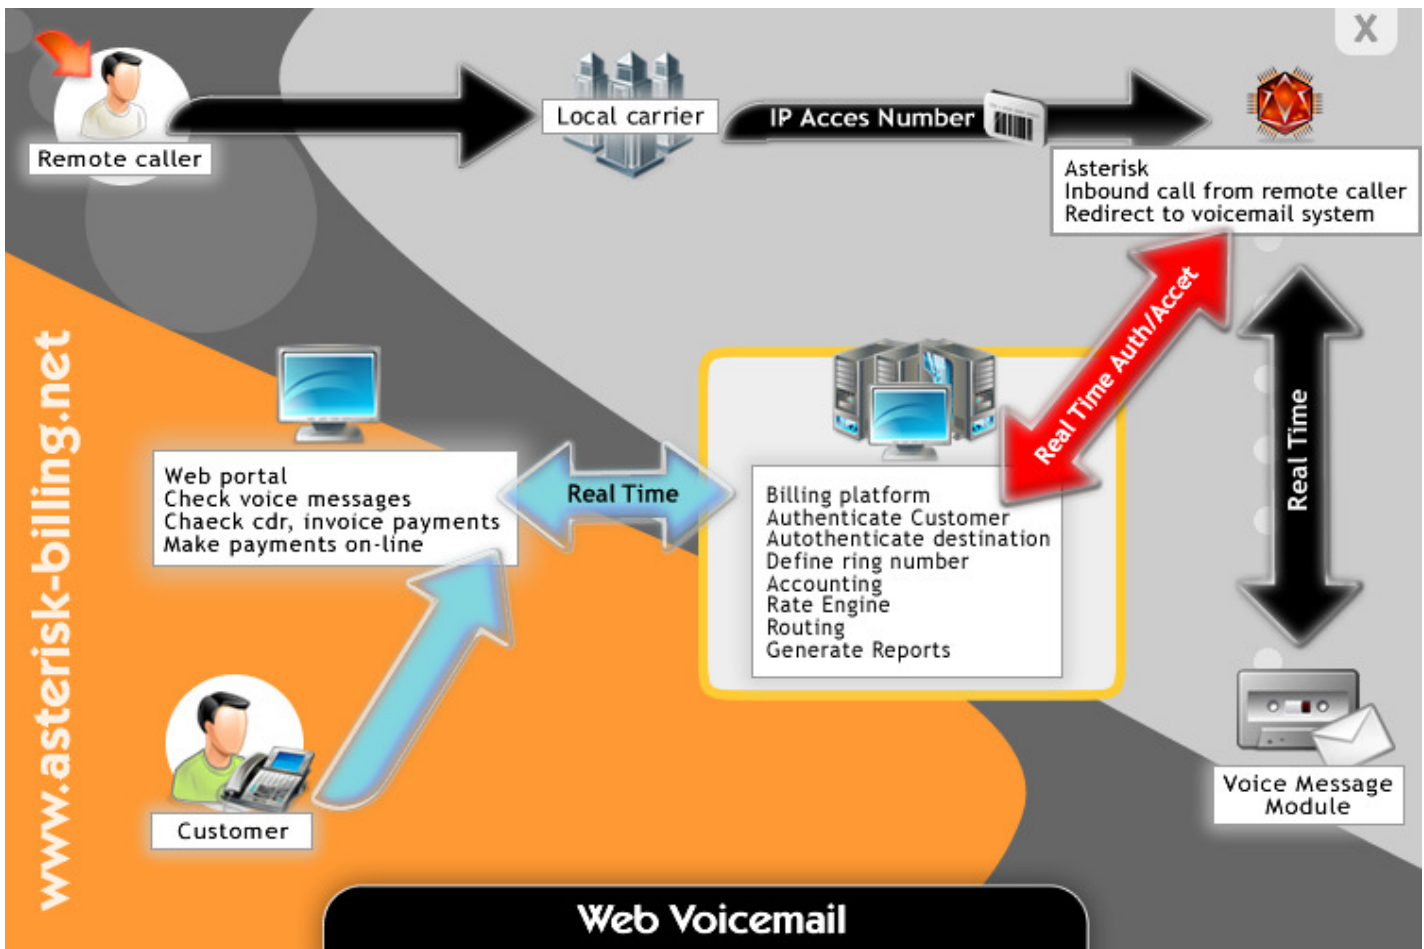 X
Remote caller
Local carrier
IP Acces Number
Asterisk
Inbound call from remote caller
Redirect to voicemail system
Real Time Auth/Accet
Real Time
Web portal
Check voice messages
Chaeck cdr, invoice payments
Make payments on-line
Real Time
Billing platform
Authenticate Customer
Autothenticate destination
Define ring number
Accounting
Rate Engine
Routing
Generate Reports
Voice Message
Module
Customer
www.asterisk-billing.net
Web Voicemail